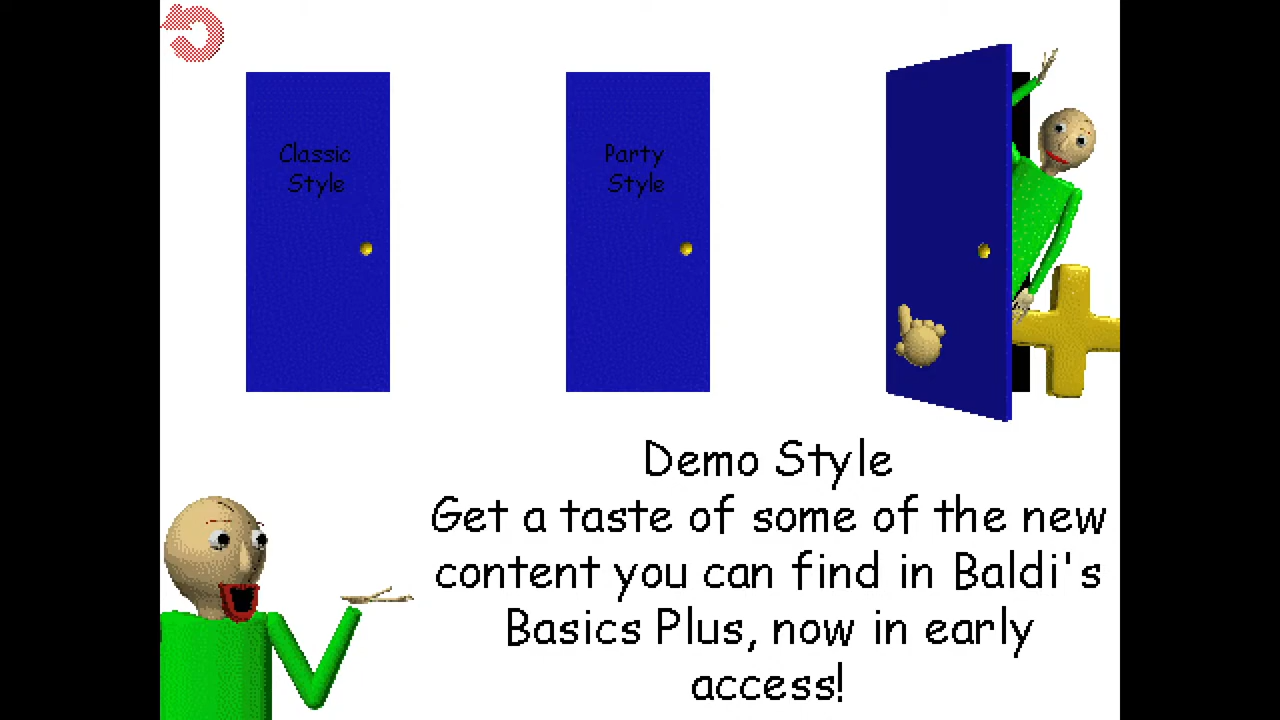 Classic
Style
Party
Style
Demo Style
Get a taste of some of the new
content you can find in Baldi's
Basics Plus, now in early
access!